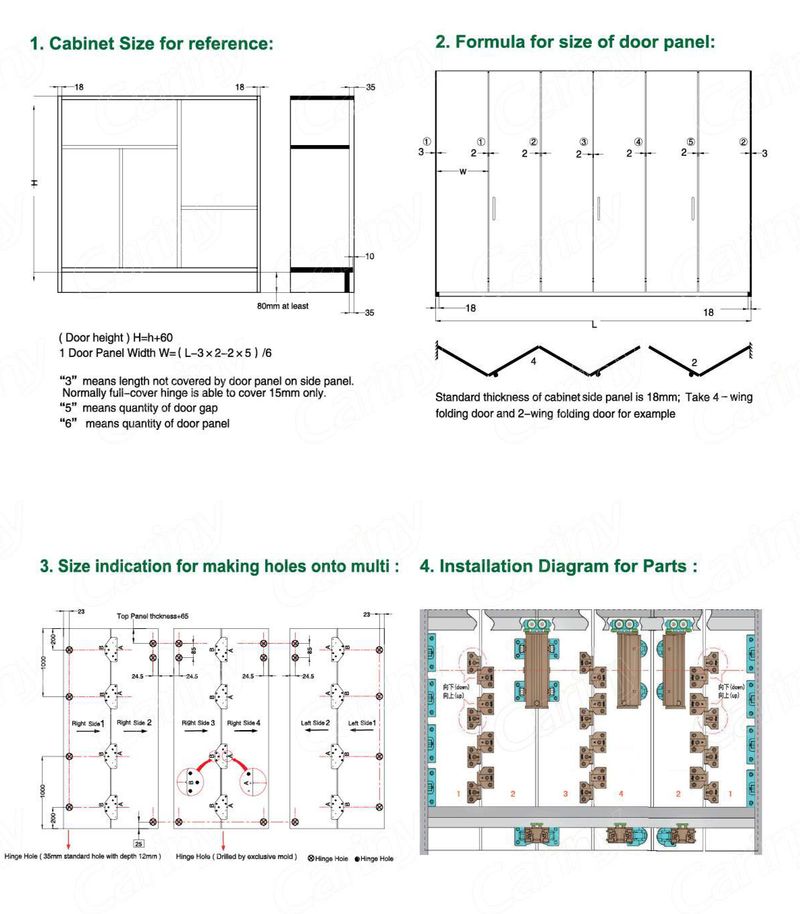 1. Cabinet Size for reference:
18
18
35
H
10
80mm at least
35
( Door height ) H=h+60
1 Door Panel Width W=( L-3×2-2×5 ) /6
“3” means length not covered by door panel on side panel.
Normally full-cover hinge is able to cover 15mm only.
“5” means quantity of door gap
“6” means quantity of door panel
2. Formula for size of door panel:
① ① ② ③ ④ ⑤ ②
3 2 2 2 2 2 3
W
18
18
L
4
2
Standard thickness of cabinet side panel is 18mm; Take 4-wing
folding door and 2-wing folding door for example
3. Size indication for making holes onto multi :
23
Top Panel thckness+65
23
200
1000
85
85
24.5 24.5 24.5 24.5
B A B A B
Right Side1 Right Side 2 Right Side 3 Right Side 4 Left Side2 Left Side1
B A
1000
200
25
Hinge Hole ( 35mm standard hole with depth 12mm )
Hinge Hole ( Drilled by exclusive mold )
Hinge Hole
Hinge Hole
4. Installation Diagram for Parts :
向下(down)
向上(up)
向下(down)
向上(up)
1 2 3 4 2 1
Cariny